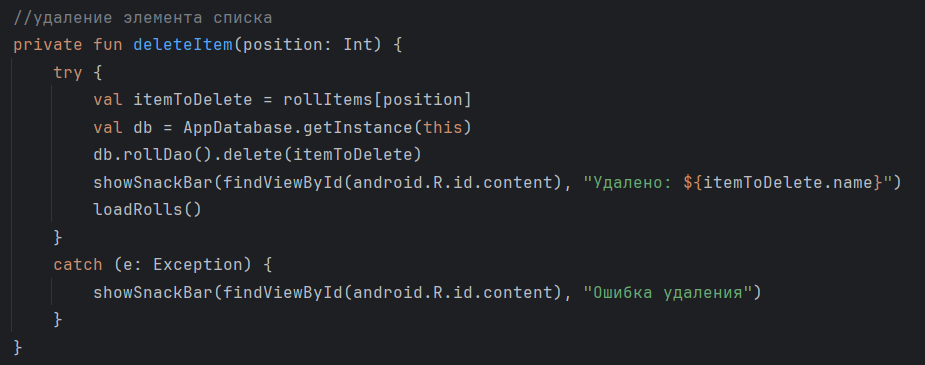 //удаление элемента списка
private fun deleteItem(position: Int) {
    try {
        val itemToDelete = rollItems[position]
        val db = AppDatabase.getInstance(this)
        db.rollDao().delete(itemToDelete)
        showSnackBar(findViewById(android.R.id.content), "Удалено: ${itemToDelete.name}")
        loadRolls()
    }
    catch (e: Exception) {
        showSnackBar(findViewById(android.R.id.content), "Ошибка удаления")
    }
}